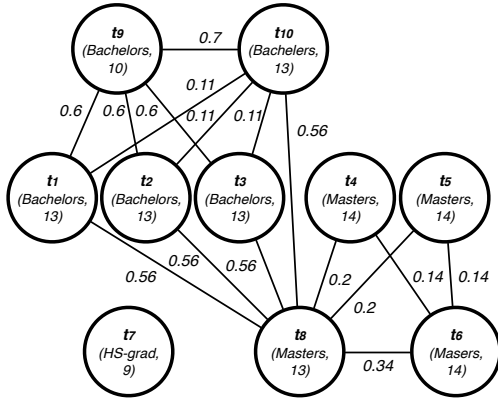 t9
(Bachelors,
10)
0.7
t10
(Bachelers,
13)
0.6
0.6
0.6
0.11
0.11
0.11
0.56
t1
(Bachelors,
13)
t2
(Bachelors,
13)
t3
(Bachelors,
13)
t4
(Masters,
14)
t5
(Masters,
14)
0.56
0.56
0.56
0.2
0.2
0.14
0.14
t7
(HS-grad,
9)
t8
(Masters,
13)
0.34
t6
(Masers,
14)